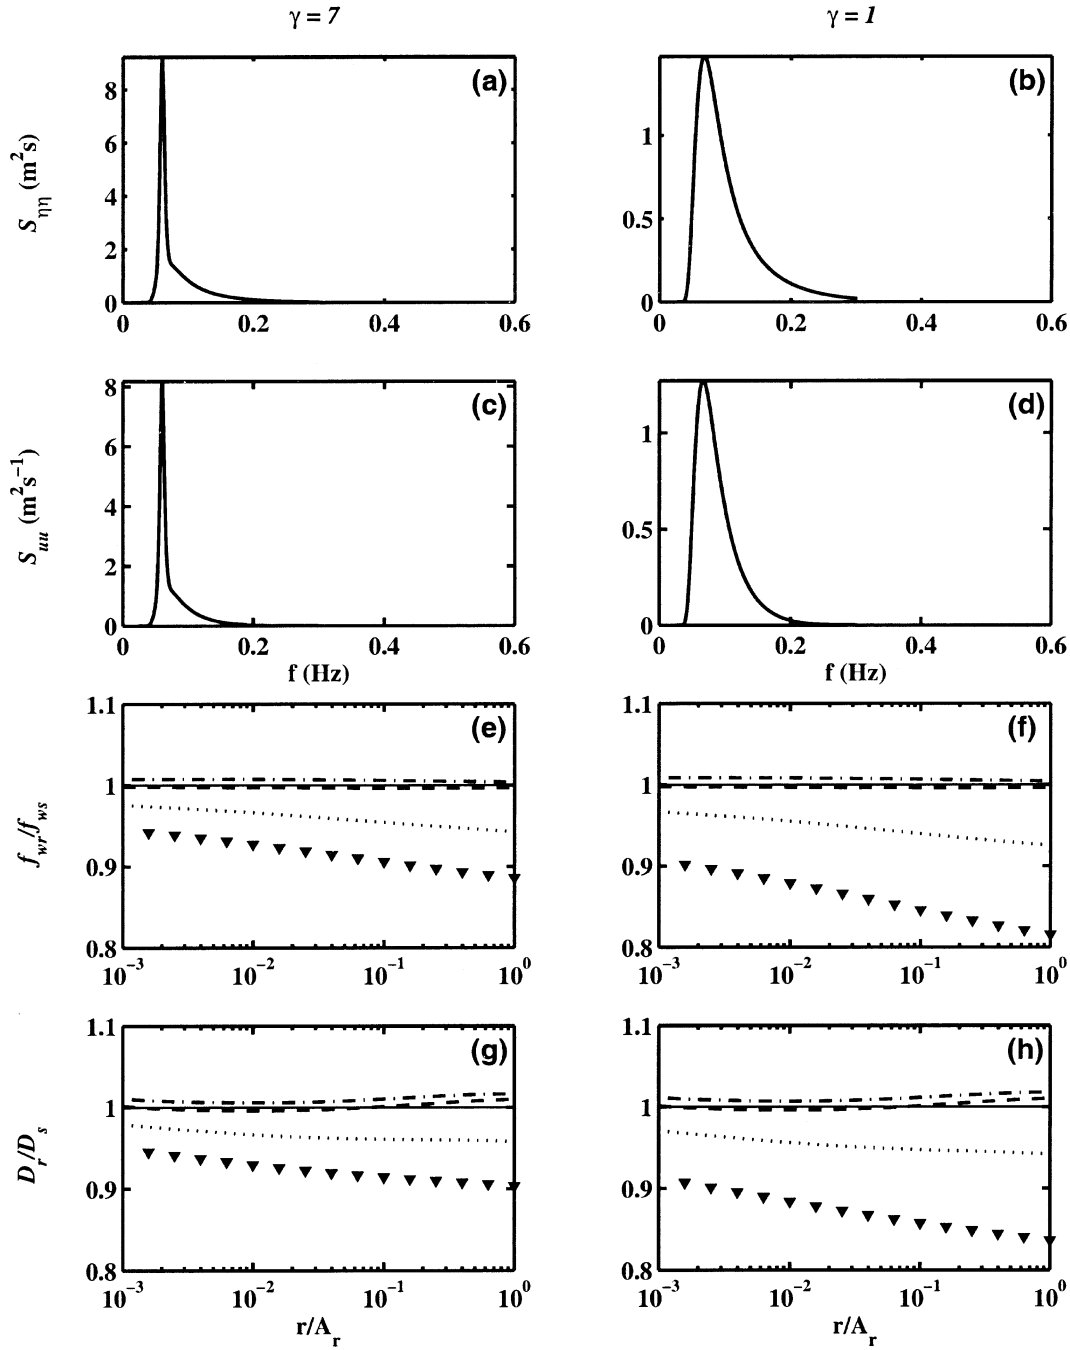 γ = 7
γ = 1
(a)
S_ηη (m²s)
8
6
4
2
0
0 0.2 0.4 0.6
(b)
1
0.5
0
0 0.2 0.4 0.6
(c)
S_uu (m²s⁻¹)
8
6
4
2
0
0 0.2 0.4 0.6
f (Hz)
(d)
1
0.5
0
0 0.2 0.4 0.6
f (Hz)
(e)
f_wr/f_ws
1.1
1
0.9
0.8
10⁻³ 10⁻² 10⁻¹ 10⁰
(f)
1.1
1
0.9
0.8
10⁻³ 10⁻² 10⁻¹ 10⁰
(g)
D_r/D_s
1.1
1
0.9
0.8
10⁻³ 10⁻² 10⁻¹ 10⁰
r/A_r
(h)
1.1
1
0.9
0.8
10⁻³ 10⁻² 10⁻¹ 10⁰
r/A_r